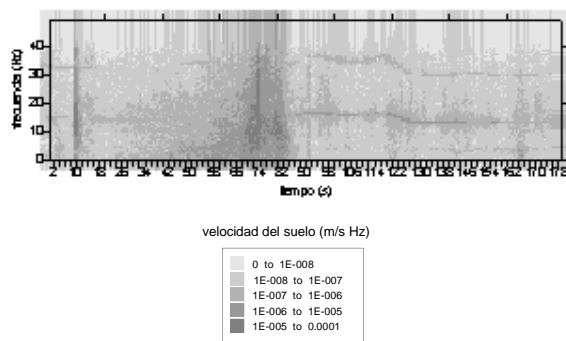 frecuencia (Hz)
40
30
20
10
0
2 10 18 26 34 42 50 58 66 74 82 90 98 106 114 122 130 138 146 154 162 170 178
tiempo (s)
velocidad del suelo (m/s Hz)
0 to 1E-008
1E-008 to 1E-007
1E-007 to 1E-006
1E-006 to 1E-005
1E-005 to 0.0001